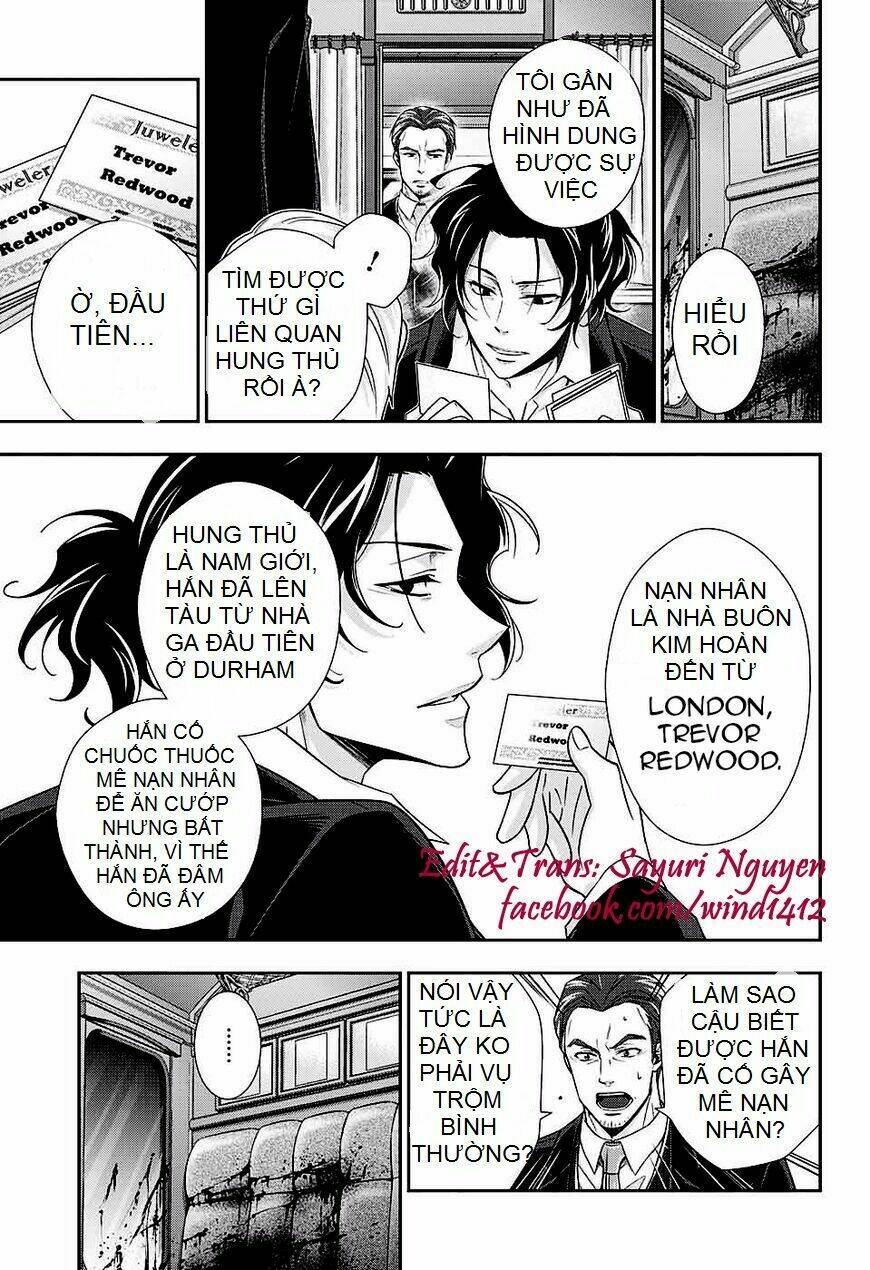 HIỂU
RỒI
TÔI GẦN
NHƯ ĐÃ
HÌNH DUNG
ĐƯỢC SỰ
VIỆC
!
TÌM ĐƯỢC
THỨ GÌ
LIÊN QUAN
HUNG THỦ
RỒI À?
Juweler
Trevor
Redwood
uweler
revor
Redwood
Ờ, ĐẦU
TIÊN...
NẠN NHÂN
LÀ NHÀ BUÔN
KIM HOÀN
ĐẾN TỪ
LONDON,
TREVOR
REDWOOD.
eler
Trevor
Redwoo
HUNG THỦ
LÀ NAM GIỚI,
HẮN ĐÃ LÊN
TÀU TỪ NHÀ
GA ĐẦU TIÊN
Ở DURHAM
HẮN CỐ
CHUỐC THUỐC
MÊ NẠN NHÂN
ĐỂ ĂN CƯỚP
NHƯNG BẤT
THÀNH, VÌ THẾ
HẮN ĐÃ ĐÂM
ÔNG ẤY
Edit&Trans: Sayuri Nguyen
facebook.com/wind1412
LÀM SAO
CẬU BIẾT
ĐƯỢC HẮN
ĐÃ CỐ GÂY
MÊ NẠN
NHÂN?
NÓI VẬY
TỨC LÀ
ĐÂY KO
PHẢI VỤ
TRỘM
BÌNH
THƯỜNG?
......